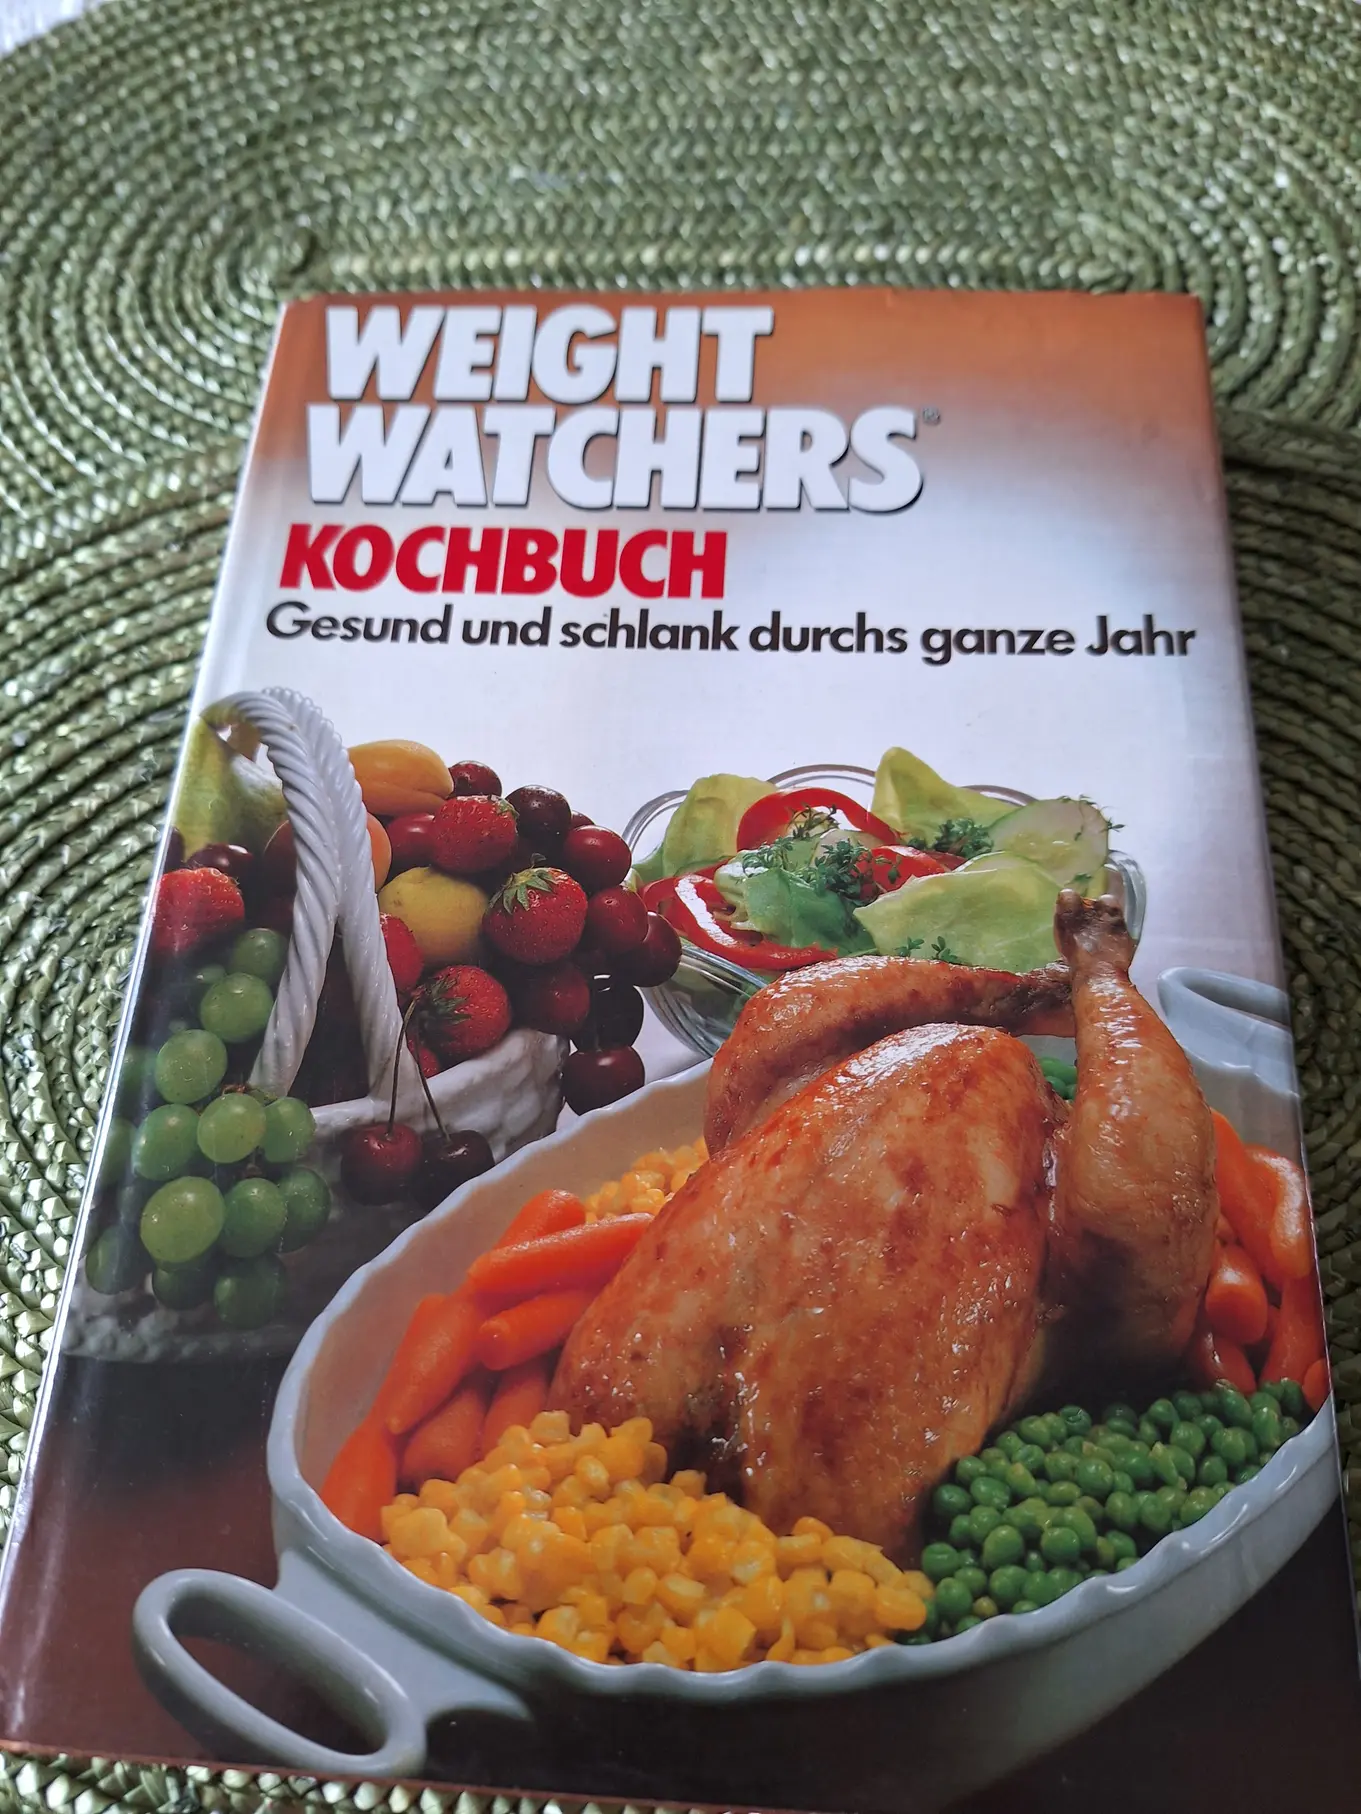 WEIGHT
WATCHERS®
KOCHBUCH
Gesund und schlank durchs ganze Jahr